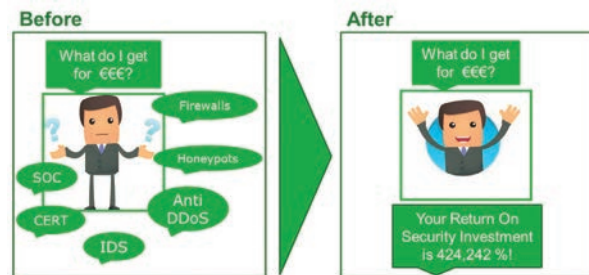 Before
What do I get
for €€€?
Firewalls
Honeypots
SOC
Anti
DDoS
CERT
IDS
After
What do I get
for €€€?
Your Return On
Security Investment
is 424,242 %!